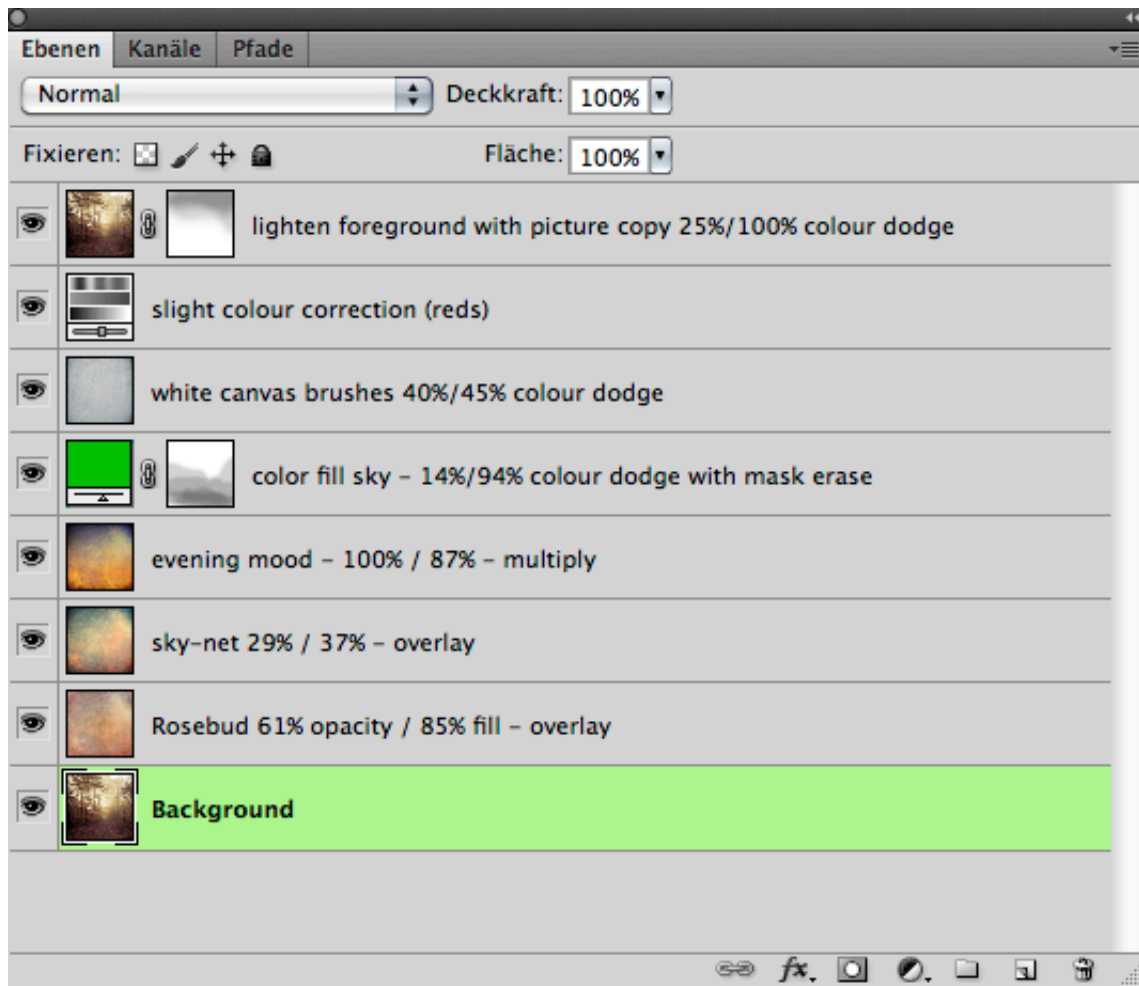 Ebenen Kanäle Pfade
Normal Deckkraft: 100%
Fixieren: Fläche: 100%
lighten foreground with picture copy 25%/100% colour dodge
slight colour correction (reds)
white canvas brushes 40%/45% colour dodge
color fill sky – 14%/94% colour dodge with mask erase
evening mood – 100% / 87% – multiply
sky-net 29% / 37% – overlay
Rosebud 61% opacity / 85% fill – overlay
Background
fx.